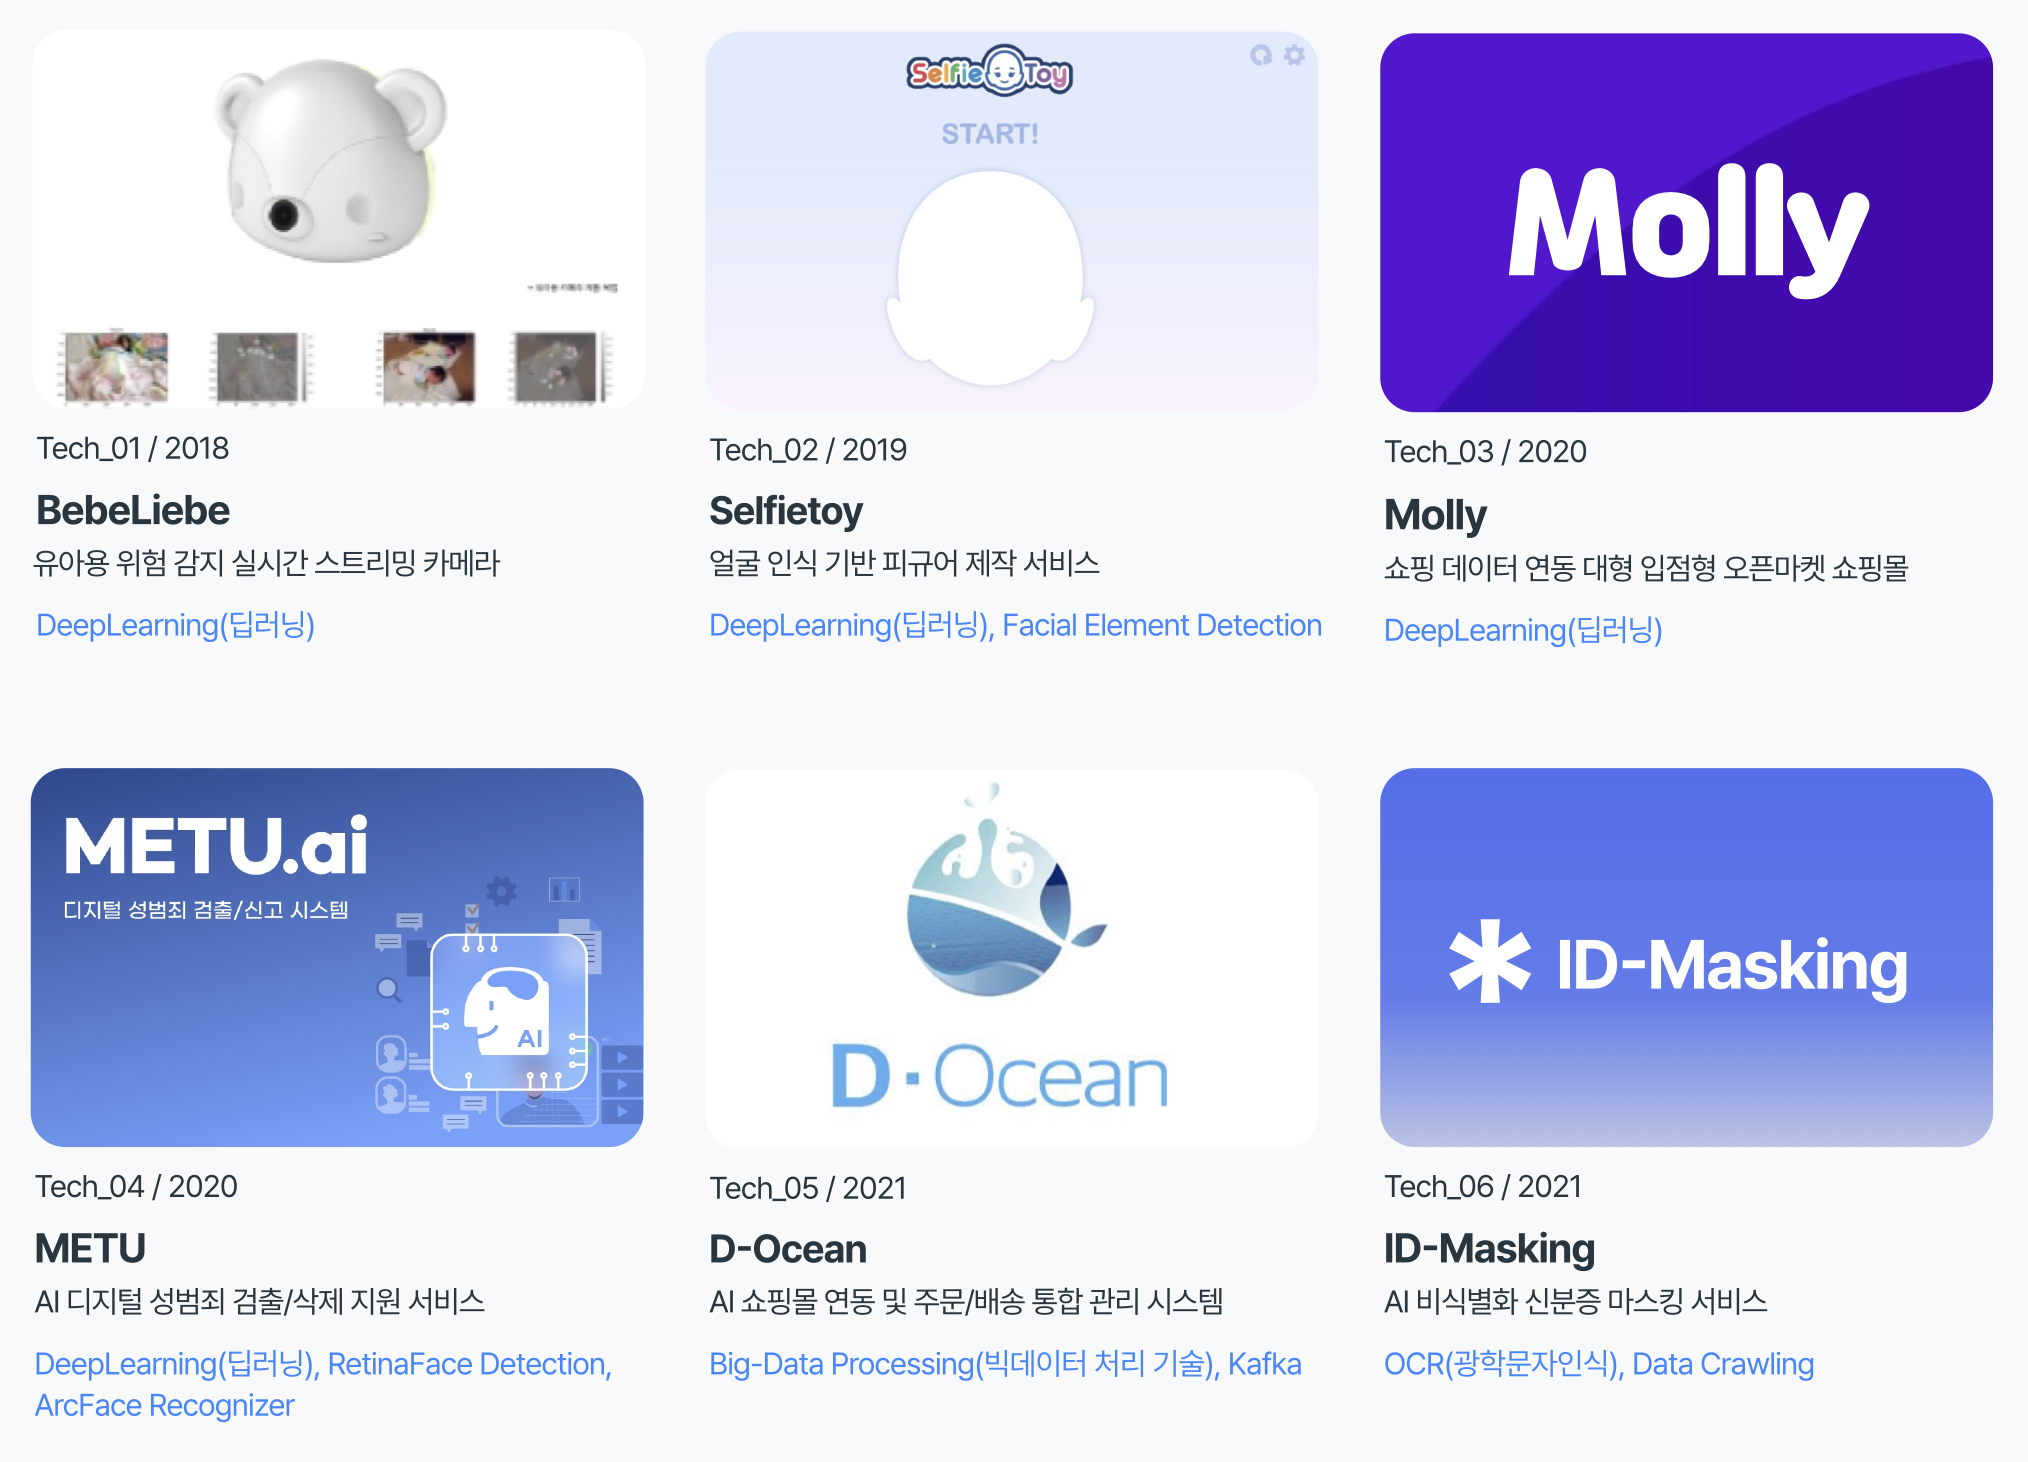 SelfieToy
START!
Molly
Tech_01 / 2018
BebeLiebe
유아용 위험 감지 실시간 스트리밍 카메라
DeepLearning(딥러닝)
Tech_02 / 2019
Selfietoy
얼굴 인식 기반 피규어 제작 서비스
DeepLearning(딥러닝), Facial Element Detection
Tech_03 / 2020
Molly
쇼핑 데이터 연동 대형 입점형 오픈마켓 쇼핑몰
DeepLearning(딥러닝)
METU.ai
디지털 성범죄 검출/신고 시스템
AI
D·Ocean
ID-Masking
Tech_04 / 2020
METU
AI 디지털 성범죄 검출/삭제 지원 서비스
DeepLearning(딥러닝), RetinaFace Detection,
ArcFace Recognizer
Tech_05 / 2021
D-Ocean
AI 쇼핑몰 연동 및 주문/배송 통합 관리 시스템
Big-Data Processing(빅데이터 처리 기술), Kafka
Tech_06 / 2021
ID-Masking
AI 비식별화 신분증 마스킹 서비스
OCR(광학문자인식), Data Crawling